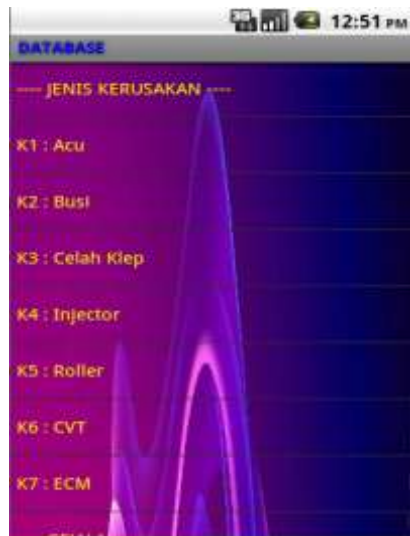 12:51 PM
DATABASE
---- JENIS KERUSAKAN ----
K1 : Acu
K2 : Busi
K3 : Celah Klep
K4 : Injector
K5 : Roller
K6 : CVT
K7 : ECM